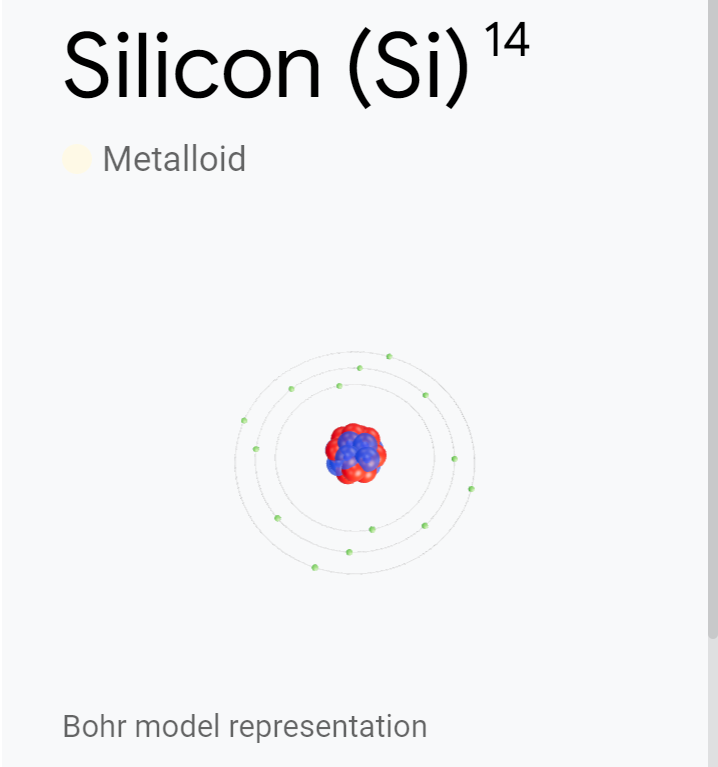 Silicon (Si)¹⁴
Metalloid
Bohr model representation